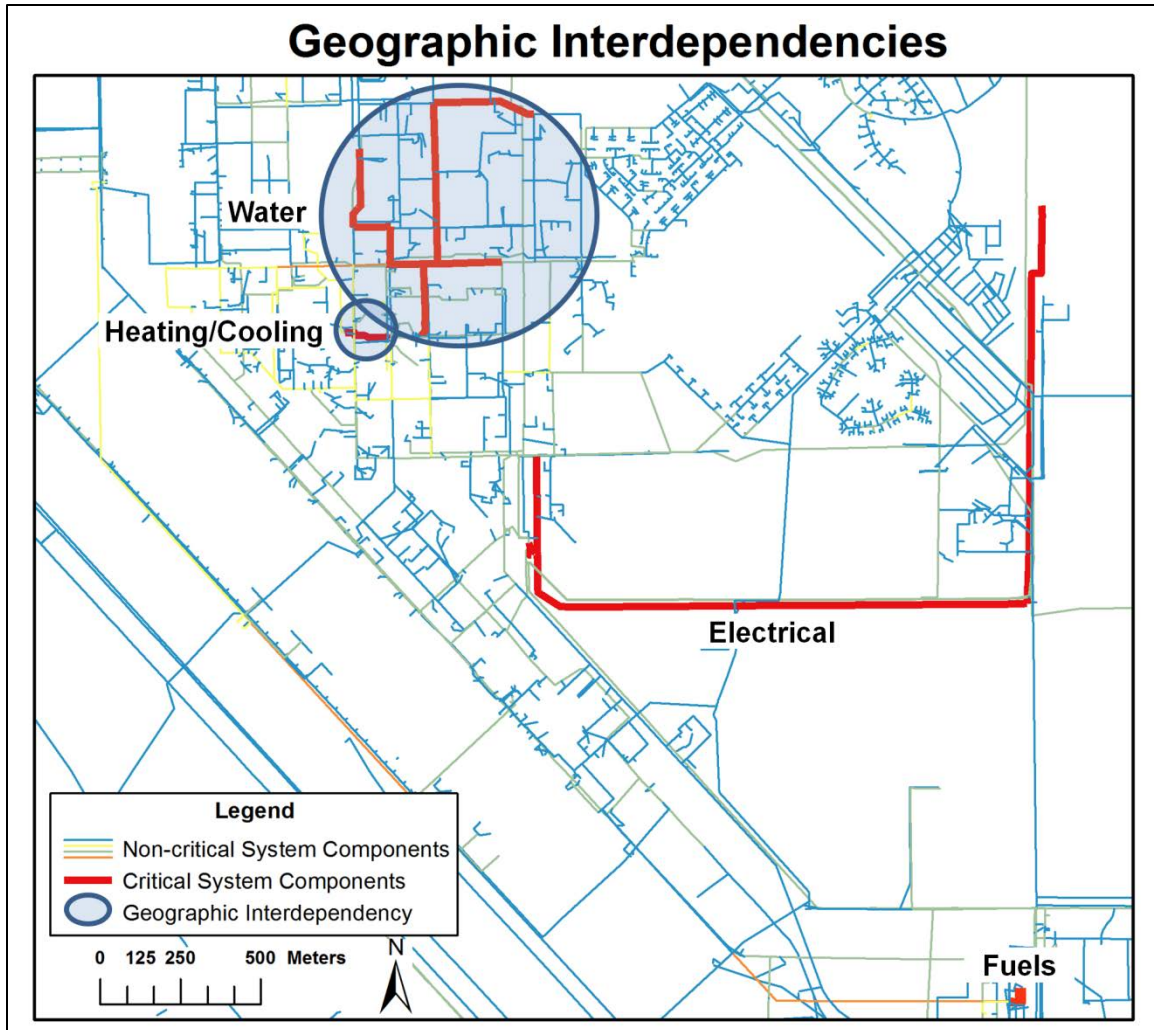 Geographic Interdependencies
Water
Heating/Cooling
Electrical
Legend
Non-critical System Components
Critical System Components
Geographic Interdependency
0 125 250 500 Meters
N
Fuels